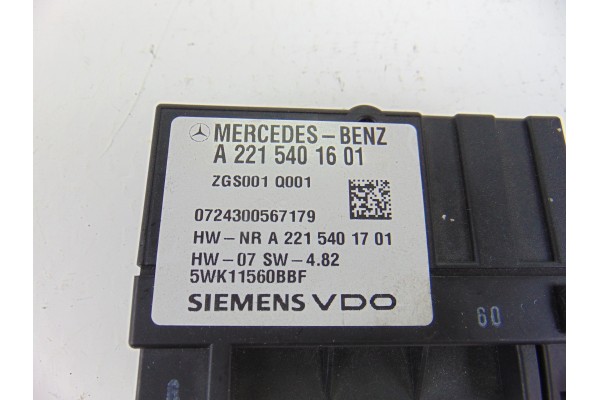 MERCEDES-BENZ
A 221 540 16 01
ZGS001 Q001
0724300567179
HW-NR A 221 540 17 01
HW-07 SW-4.82
5WK11560BBF
SIEMENS VDO
60